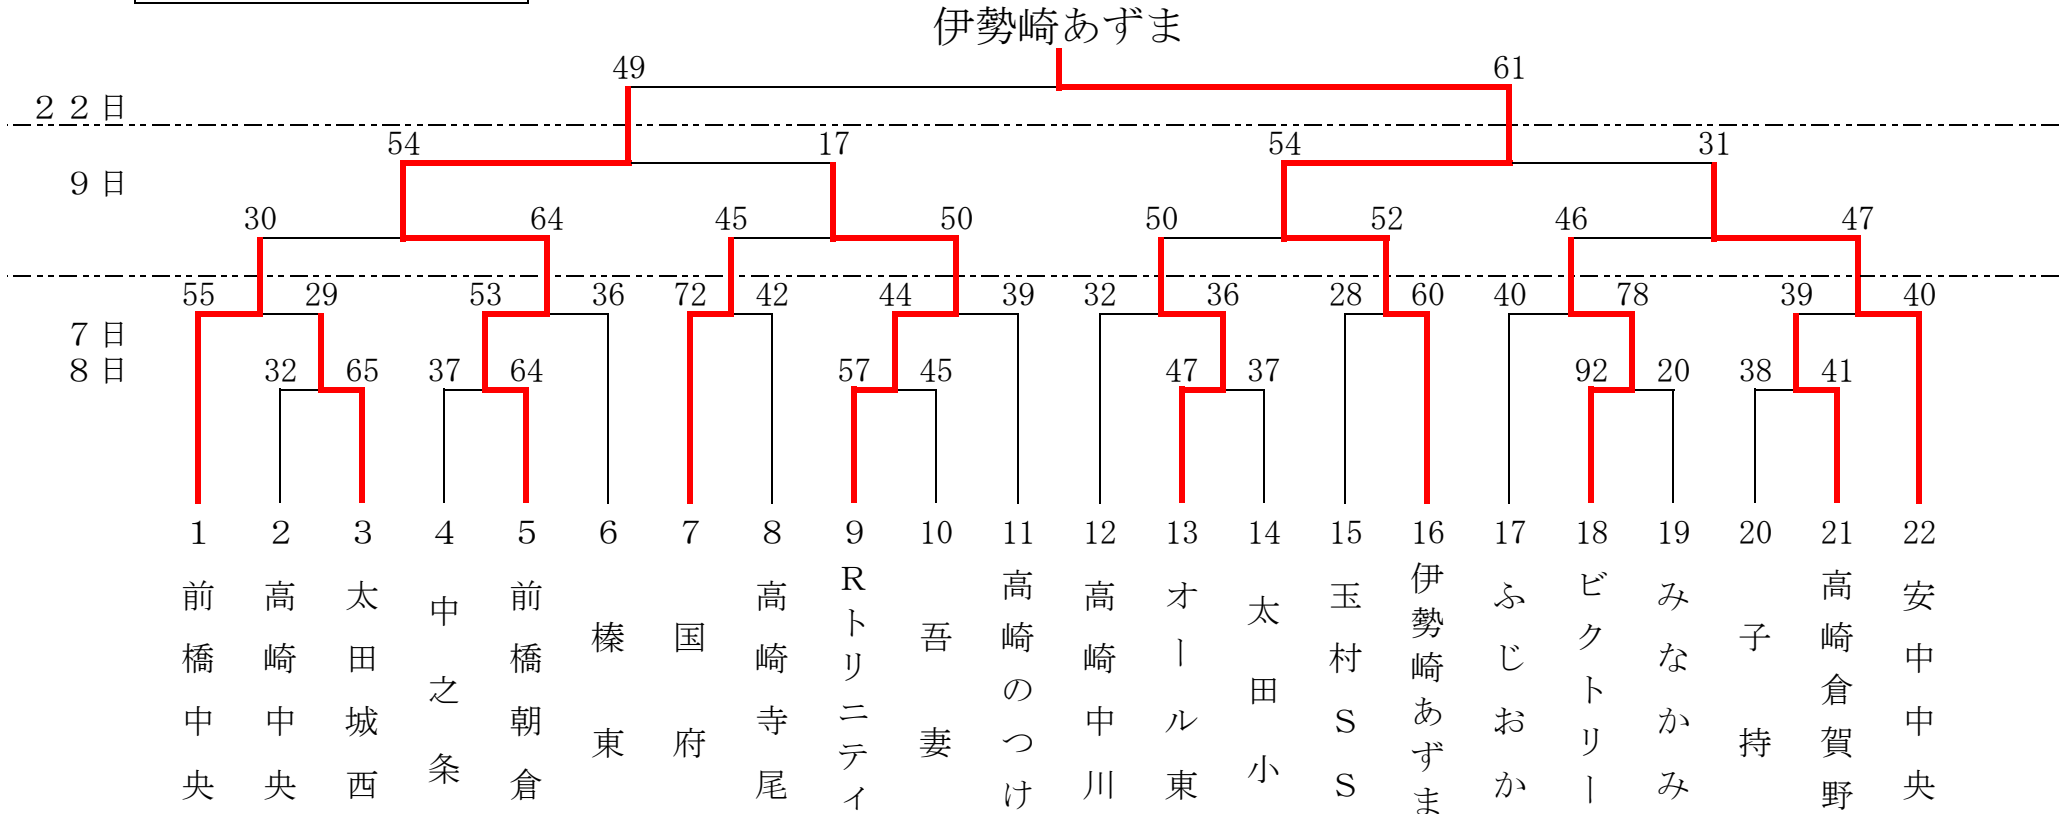 伊勢崎あずま
49 61
２２日
54 17 54 31
９日
30 64 45 50 50 52 46 47
55 29 53 36 72 42 44 39 32 36 28 60 40 78 39 40
７日
８日
32 65 37 64 57 45 47 37 92 20 38 41
1 2 3 4 5 6 7 8 9 10 11 12 13 14 15 16 17 18 19 20 21 22
前橋中央
高崎中央
太田城西
中之条
前橋朝倉
榛東
国府
高崎寺尾
Ｒトリニティ
吾妻
高崎のつけ
高崎中川
オール東
太田小
玉村ＳＳ
伊勢崎あずま
ふじおか
ビクトリー
みなかみ
子持
高崎倉賀野
安中中央